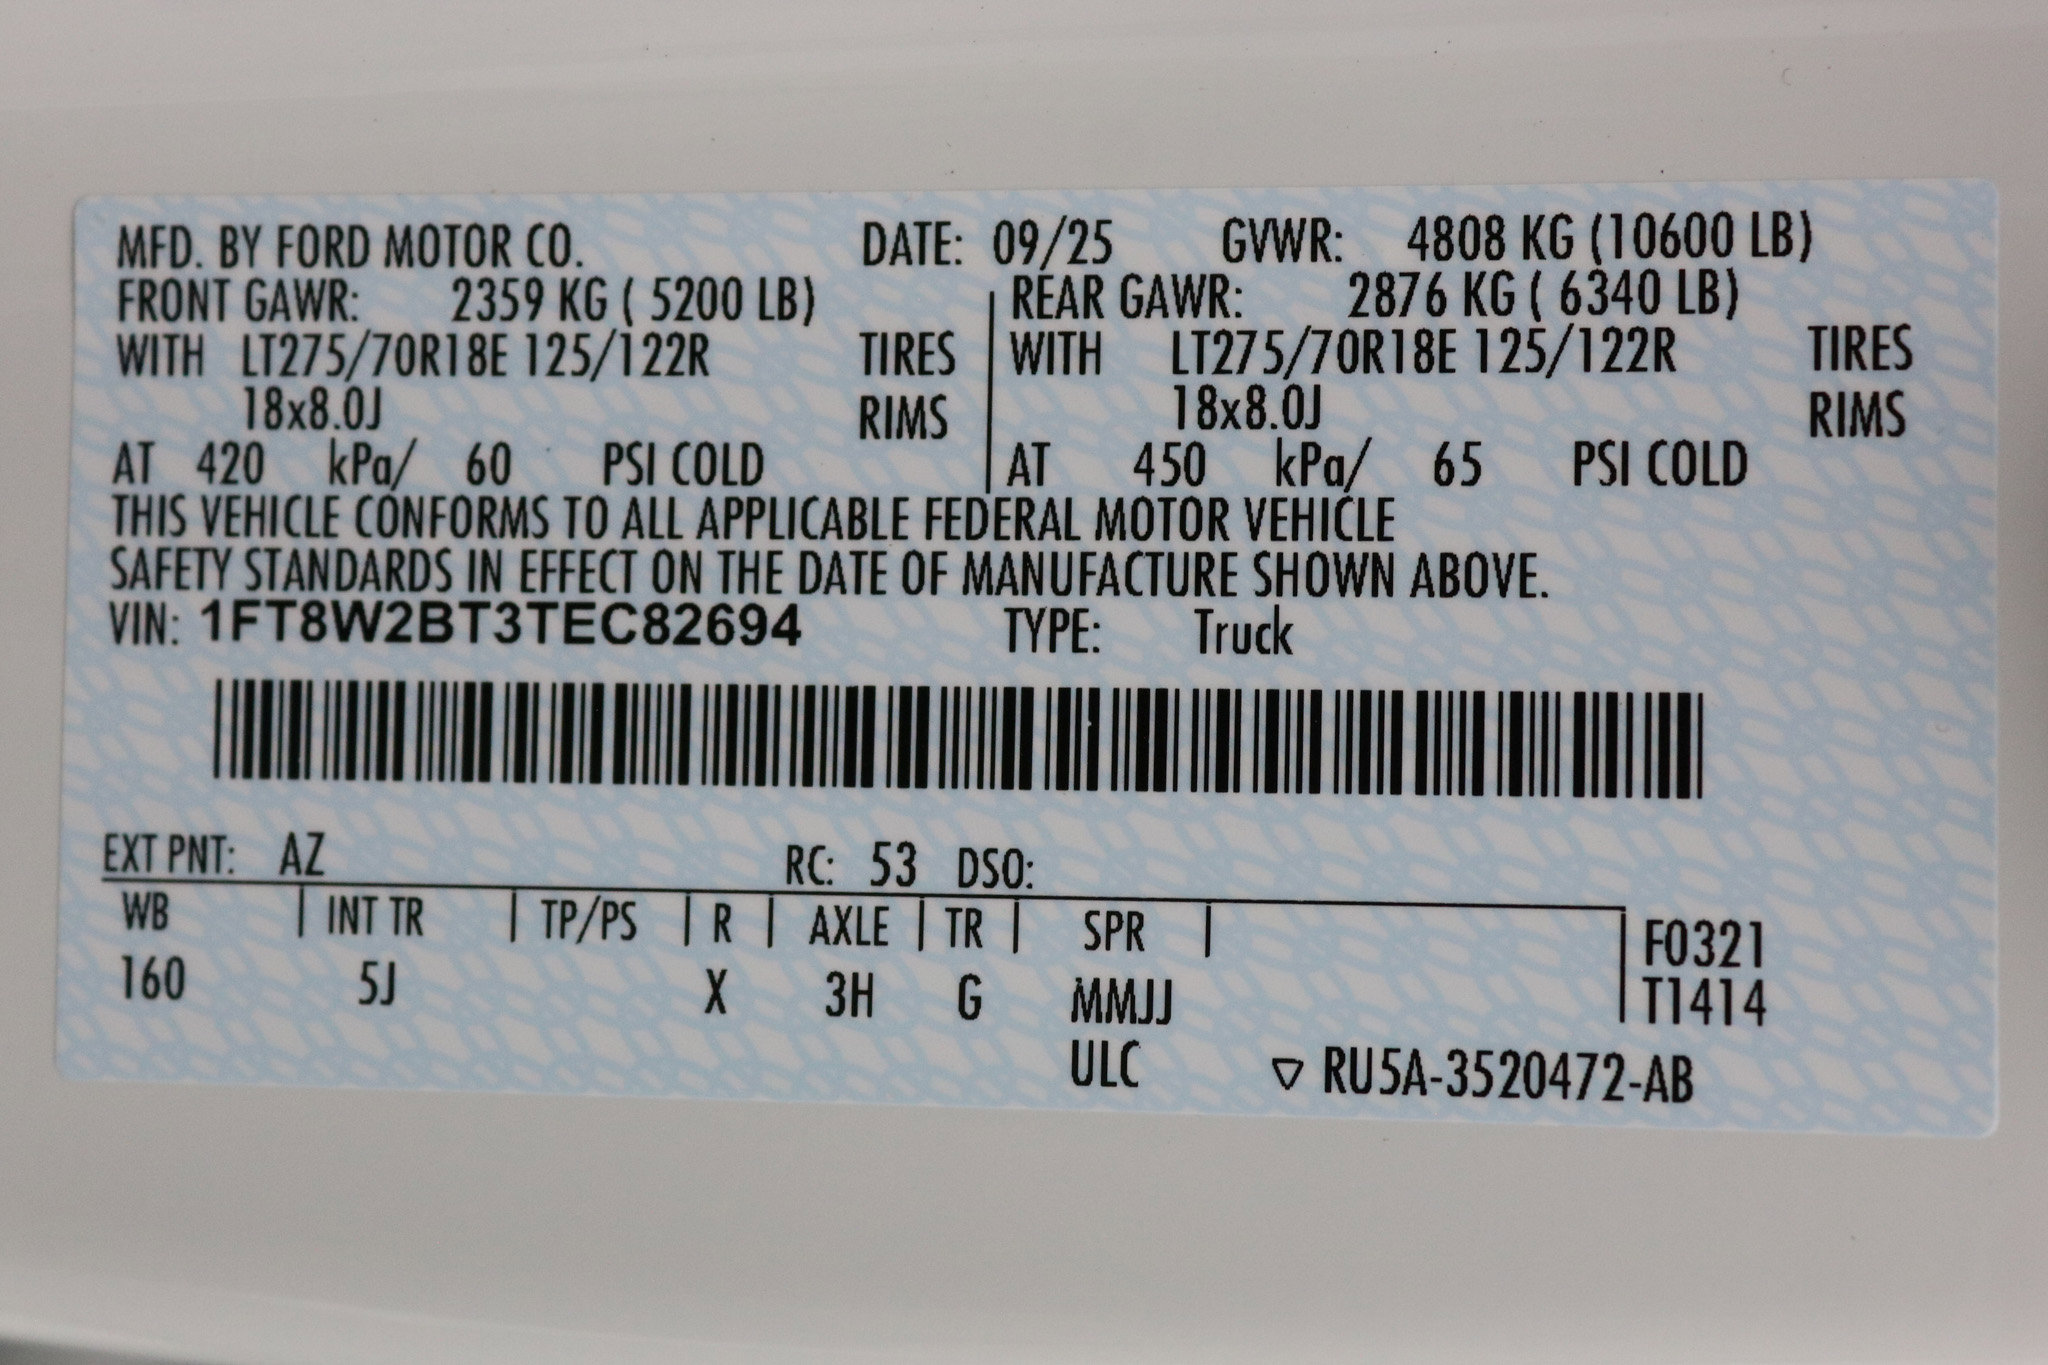 MFD. BY FORD MOTOR CO. DATE: 09/25 GVWR: 4808 KG (10600 LB)
FRONT GAWR: 2359 KG ( 5200 LB) REAR GAWR: 2876 KG ( 6340 LB)
WITH LT275/70R18E 125/122R TIRES WITH LT275/70R18E 125/122R TIRES
18x8.0J RIMS 18x8.0J RIMS
AT 420 kPa/ 60 PSI COLD AT 450 kPa/ 65 PSI COLD
THIS VEHICLE CONFORMS TO ALL APPLICABLE FEDERAL MOTOR VEHICLE
SAFETY STANDARDS IN EFFECT ON THE DATE OF MANUFACTURE SHOWN ABOVE.
VIN: 1FT8W2BT3TEC82694 TYPE: Truck
EXT PNT: AZ RC: 53 DSO:
WB INT TR TP/PS R AXLE TR SPR F0321
160 5J X 3H G MMJJ T1414
ULC ▽ RU5A-3520472-AB